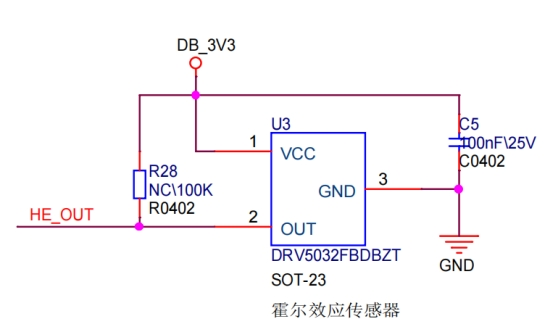 DB_3V3
U3
C5
1
VCC
100nF\25V
C0402
R28
NC\100K
R0402
3
GND
HE_OUT
2
OUT
DRV5032FBDBZT
GND
SOT-23
霍尔效应传感器